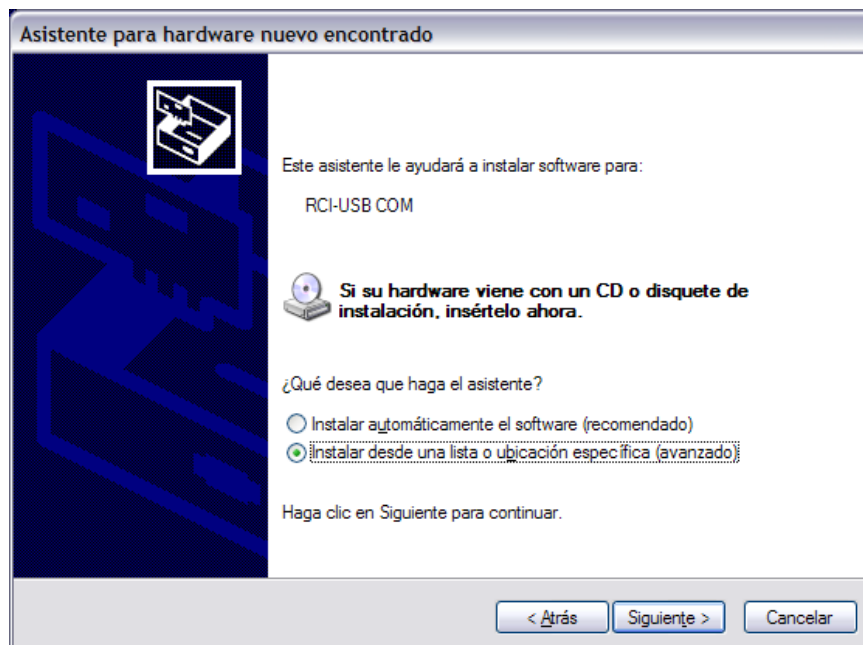 Asistente para hardware nuevo encontrado
Este asistente le ayudará a instalar software para:
RCI-USB COM
Si su hardware viene con un CD o disquete de
instalación, insértelo ahora.
¿Qué desea que haga el asistente?
Instalar automáticamente el software (recomendado)
Instalar desde una lista o ubicación específica (avanzado)
Haga clic en Siguiente para continuar.
< Atrás
Siguiente >
Cancelar